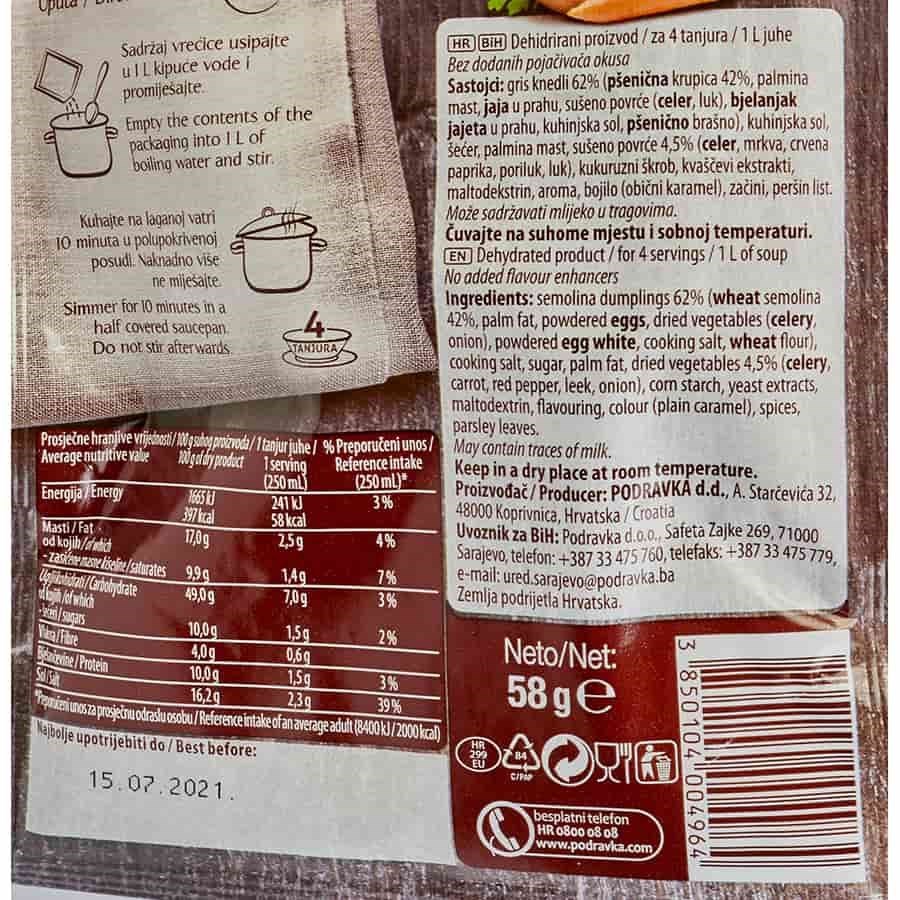 Sadržaj vrećice usipajte
u 1 L kipuće vode i
promiješajte.
Empty the contents of the
packaging into 1 L of
boiling water and stir.
Kuhajte na laganoj vatri
10 minuta u polupokrivenoj
posudi. Naknadno više
ne miješajte.
Simmer for 10 minutes in a
half covered saucepan.
Do not stir afterwards.
4
TANJURA
Prosječne hranjive vrijednosti / 100 g suhog proizvoda / 1 tanjur juhe / % Preporučeni unos /
Average nutritive value 100 g of dry product 1 serving Reference intake
(250 mL) (250 mL)*
Energija / Energy 1665 kJ 241 kJ 3 %
397 kcal 58 kcal
Masti / Fat 17,0 g 2,5 g 4 %
od kojih / of which
- zasićene masne kiseline / saturates 9,9 g 1,4 g 7 %
Ugljikohidrati / Carbohydrate 49,0 g 7,0 g 3 %
od kojih / of which
- šećeri / sugars 10,0 g 1,5 g 2 %
Vlakna / Fibre 4,0 g 0,6 g
Bjelančevine / Protein 10,0 g 1,5 g 3 %
Sol / Salt 16,2 g 2,3 g 39 %
*Preporučeni unos za prosječnu odraslu osobu / Reference intake of an average adult (8400 kJ / 2000 kcal)
Najbolje upotrijebiti do / Best before:
15.07.2021.
HR BiH Dehidrirani proizvod / za 4 tanjura / 1 L juhe
Bez dodanih pojačivača okusa
Sastojci: gris knedli 62% (pšenična krupica 42%, palmina
mast, jaja u prahu, sušeno povrće (celer, luk), bjelanjak
jajeta u prahu, kuhinjska sol, pšenično brašno), kuhinjska sol,
šećer, palmina mast, sušeno povrće 4,5% (celer, mrkva, crvena
paprika, poriluk, luk), kukuruzni škrob, kvaščevi ekstrakti,
maltodekstrin, aroma, bojilo (obični karamel), začini, peršin list.
Može sadržavati mlijeko u tragovima.
Čuvajte na suhome mjestu i sobnoj temperaturi.
EN Dehydrated product / for 4 servings / 1 L of soup
No added flavour enhancers
Ingredients: semolina dumplings 62% (wheat semolina
42%, palm fat, powdered eggs, dried vegetables (celery,
onion), powdered egg white, cooking salt, wheat flour),
cooking salt, sugar, palm fat, dried vegetables 4,5% (celery,
carrot, red pepper, leek, onion), corn starch, yeast extracts,
maltodextrin, flavouring, colour (plain caramel), spices,
parsley leaves.
May contain traces of milk.
Keep in a dry place at room temperature.
Proizvođač / Producer: PODRAVKA d.d., A. Starčevića 32,
48000 Koprivnica, Hrvatska / Croatia
Uvoznik za BiH: Podravka d.o.o., Safeta Zajke 269, 71000
Sarajevo, telefon: +387 33 475 760, telefaks: +387 33 475 779,
e-mail: ured.sarajevo@podravka.ba
Zemlja podrijetla Hrvatska.
Neto/Net:
58 g e
HR
299
EU
84
C/PAP
besplatni telefon
HR 0800 08 08
www.podravka.com
3 850104 004964